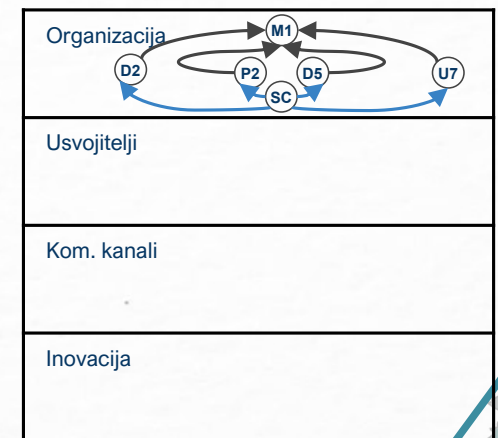 Organizacija
M1
D2
P2
D5
U7
SC
Usvojitelji
Kom. kanali
Inovacija